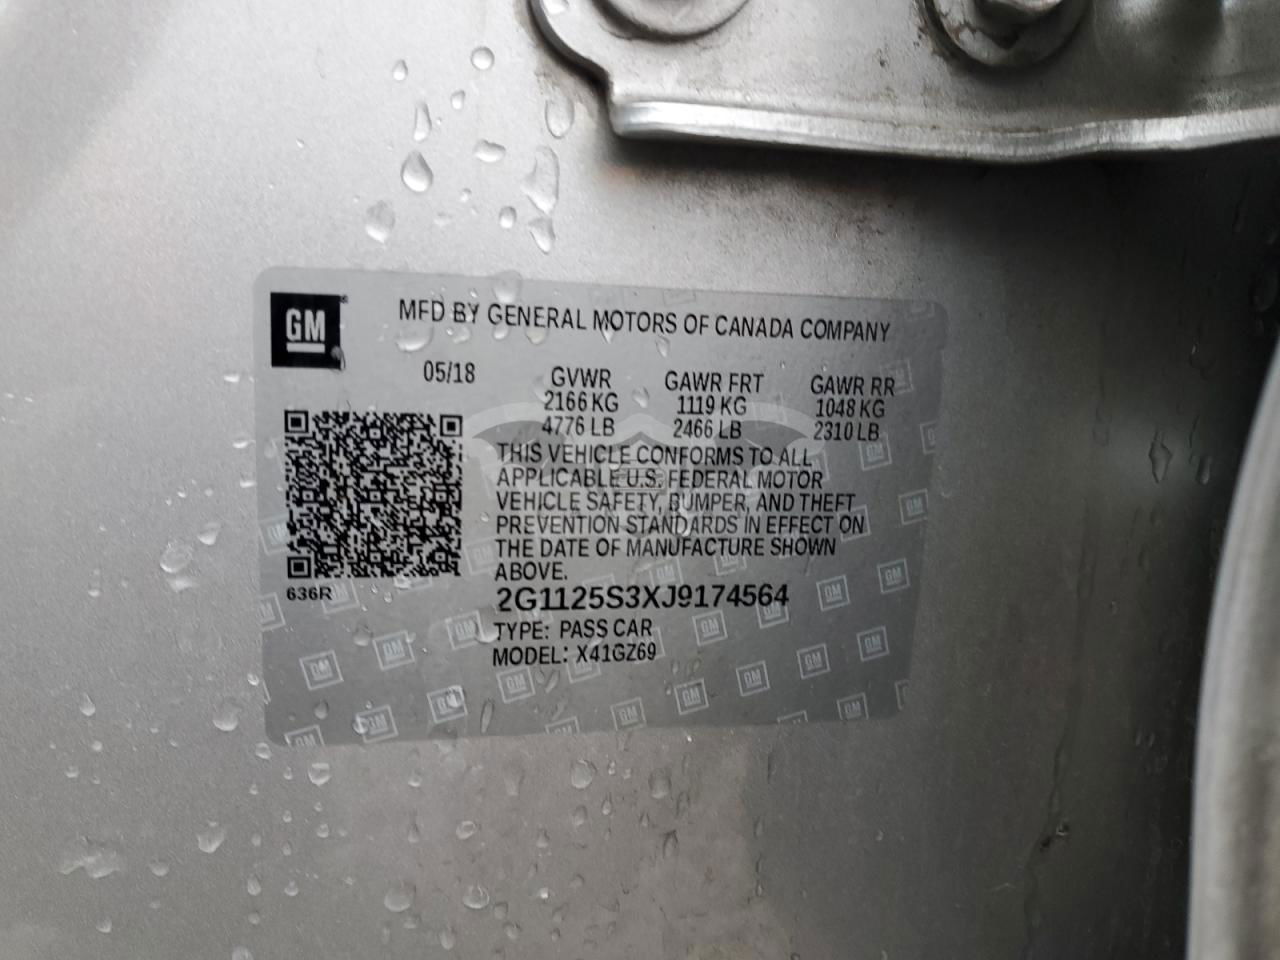 GM
MFD BY GENERAL MOTORS OF CANADA COMPANY
05/18 GVWR GAWR FRT GAWR RR
2166 KG 1119 KG 1048 KG
4776 LB 2466 LB 2310 LB
THIS VEHICLE CONFORMS TO ALL
APPLICABLE U.S. FEDERAL MOTOR
VEHICLE SAFETY, BUMPER, AND THEFT
PREVENTION STANDARDS IN EFFECT ON
THE DATE OF MANUFACTURE SHOWN
ABOVE.
636R
2G1125S3XJ9174564
TYPE: PASS CAR
MODEL: X41GZ69